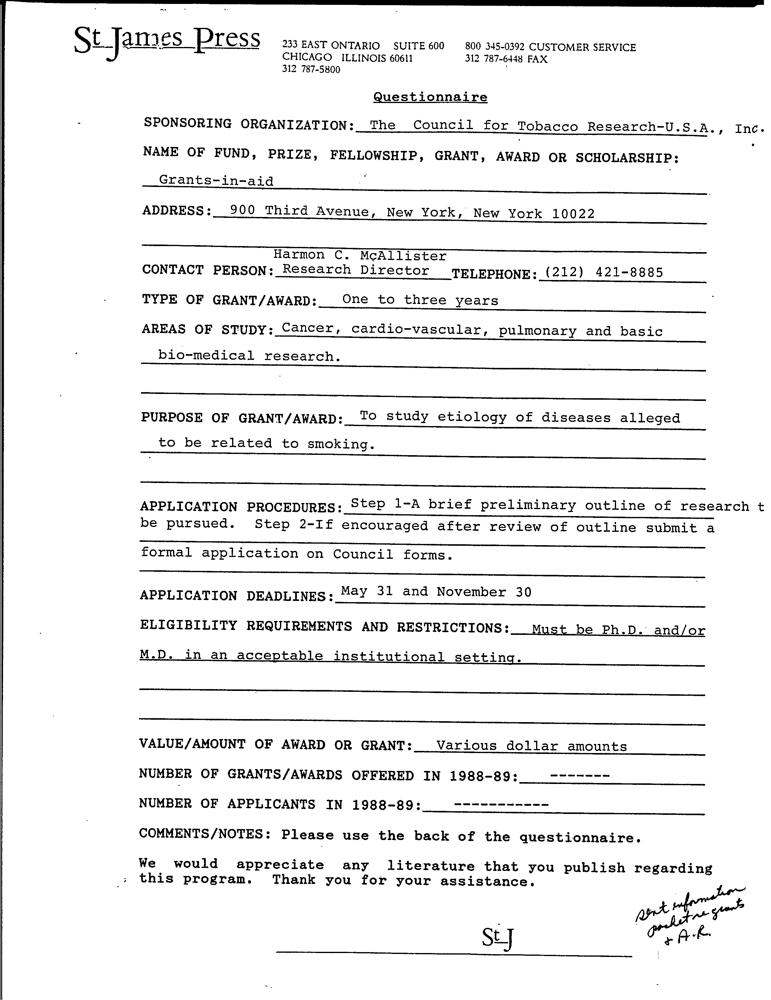 St. James Press
233 EAST ONTARIO SUITE 600
CHICAGO ILLINOIS 60611
312 787-5800
800 345-0392 CUSTOMER SERVICE
312 787-6448 FAX
Questionnaire
SPONSORING ORGANIZATION: The Council for Tobacco Research-U.S.A., Inc.
NAME OF FUND, PRIZE, FELLOWSHIP, GRANT, AWARD OR SCHOLARSHIP:
Grants-in-aid
ADDRESS: 900 Third Avenue, New York, New York 10022
Harmon C. McAllister
CONTACT PERSON: Research Director TELEPHONE: (212) 421-8885
TYPE OF GRANT/AWARD: One to three years
AREAS OF STUDY: Cancer, cardio-vascular, pulmonary and basic
bio-medical research.
PURPOSE OF GRANT/AWARD: To study etiology of diseases alleged
to be related to smoking.
APPLICATION PROCEDURES: Step 1-A brief preliminary outline of research t
be pursued. Step 2-If encouraged after review of outline submit a
formal application on Council forms.
APPLICATION DEADLINES: May 31 and November 30
ELIGIBILITY REQUIREMENTS AND RESTRICTIONS: Must be Ph.D. and/or
M.D. in an acceptable institutional setting.
VALUE/AMOUNT OF AWARD OR GRANT: Various dollar amounts
NUMBER OF GRANTS/AWARDS OFFERED IN 1988-89: -------
NUMBER OF APPLICANTS IN 1988-89: -----------
COMMENTS/NOTES: Please use the back of the questionnaire.
We would appreciate any literature that you publish regarding
this program. Thank you for your assistance.
sent information
packet re grants
+ A.R.
St.J